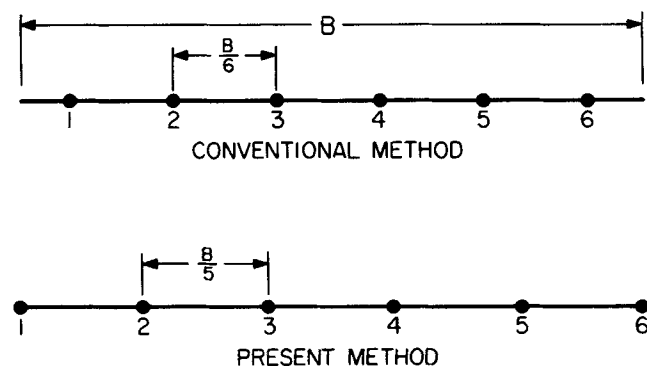 B
B
6
1 2 3 4 5 6
CONVENTIONAL METHOD
B
5
1 2 3 4 5 6
PRESENT METHOD